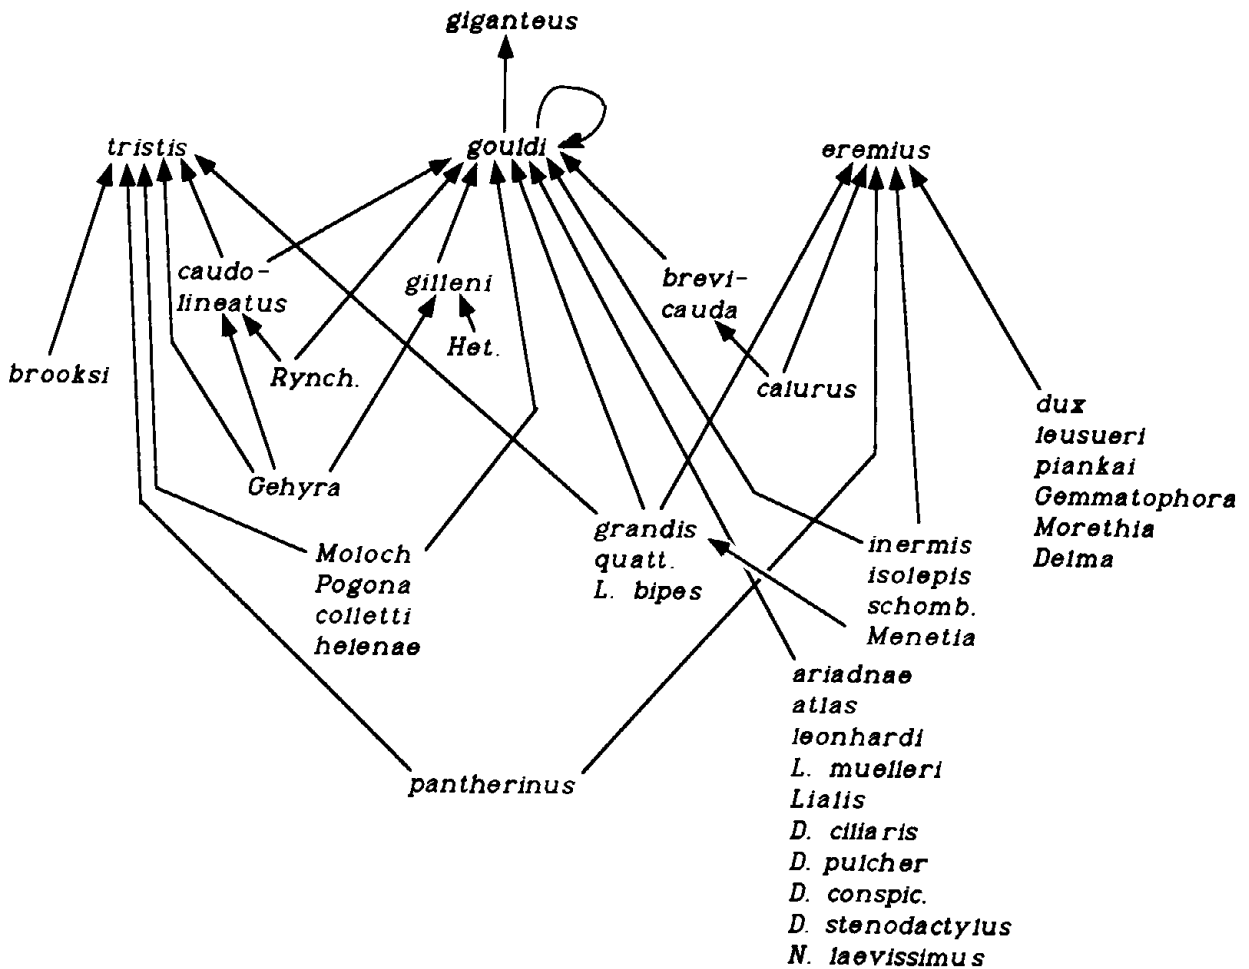 giganteus
tristis
gouldi
eremius
caudo-
lineatus
gilleni
brevi-
cauda
brooksi
Rynch.
Het.
calurus
dux
leusueri
piankai
Gemmatophora
Morethia
Delma
Gehyra
Moloch
Pogona
colletti
helenae
grandis
quatt.
L. bipes
inermis
isolepis
schomb.
Menetia
pantherinus
ariadnae
atlas
leonhardi
L. muelleri
Lialis
D. ciliaris
D. pulcher
D. conspic.
D. stenodactylus
N. laevissimus